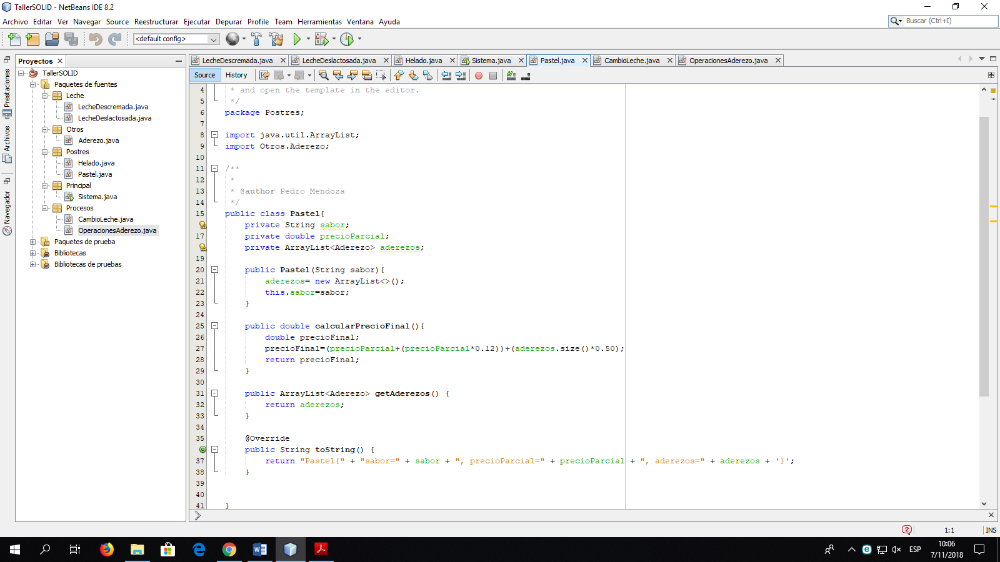 TallerSOLID - NetBeans IDE 8.2
Archivo Editar Ver Navegar Source Reestructurar Ejecutar Depurar Profile Team Herramientas Ventana Ayuda
Buscar (Ctrl+I)
<default config>
Prestaciones
Archivos
Navegador
Proyectos
TallerSOLID
Paquetes de fuentes
Leche
LecheDescremada.java
LecheDeslactosada.java
Otros
Aderezo.java
Postres
Helado.java
Pastel.java
Principal
Sistema.java
Procesos
CambioLeche.java
OperacionesAderezo.java
Paquetes de prueba
Bibliotecas
Bibliotecas de pruebas
LecheDescremada.java LecheDeslactosada.java Helado.java Sistema.java Pastel.java CambioLeche.java OperacionesAderezo.java
Source History
4 * and open the template in the editor.
5 */
6 package Postres;
7
8 import java.util.ArrayList;
9 import Otros.Aderezo;
10
11 /**
12 *
13 * @author Pedro Mendoza
14 */
15 public class Pastel{
private String sabor;
17 private double precioParcial;
private ArrayList<Aderezo> aderezos;
19
20 public Pastel(String sabor){
21 aderezos= new ArrayList<>();
22 this.sabor=sabor;
23 }
24
25 public double calcularPrecioFinal(){
26 double precioFinal;
27 precioFinal=(precioParcial+(precioParcial*0.12))+(aderezos.size()*0.50);
28 return precioFinal;
29 }
30
31 public ArrayList<Aderezo> getAderezos() {
32 return aderezos;
33 }
34
35 @Override
public String toString() {
37 return "Pastel{" + "sabor=" + sabor + ", precioParcial=" + precioParcial + ", aderezos=" + aderezos + '}';
38 }
39
40
41 }
2 1:1 INS
ESP
10:06
7/11/2018